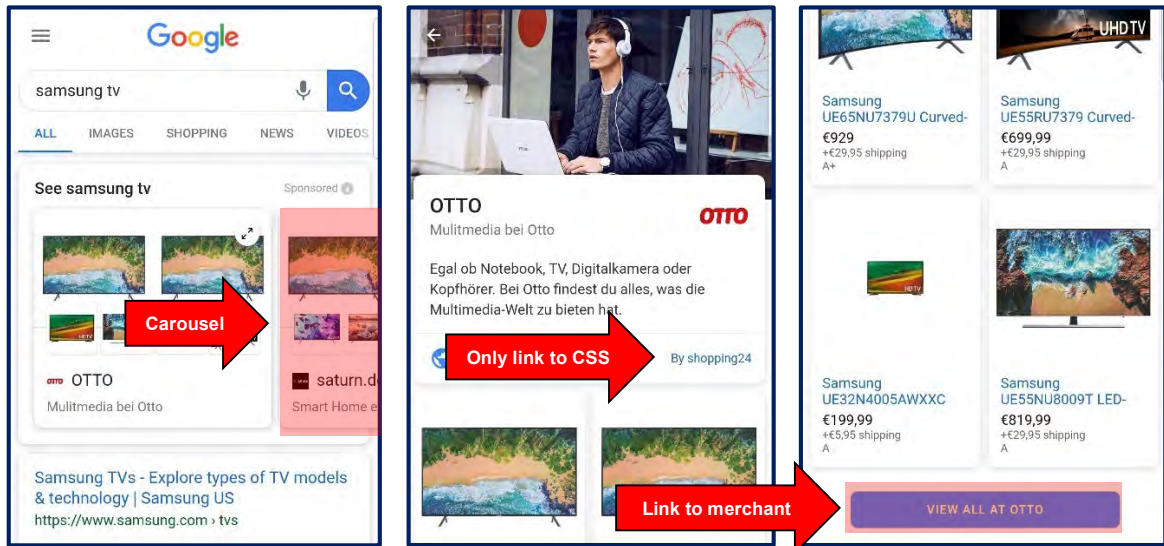 Google
samsung tv
ALL IMAGES SHOPPING NEWS VIDEOS
See samsung tv
Sponsored
Carousel
OTTO OTTO
Mulitmedia bei Otto
saturn.d
Smart Home e
Samsung TVs - Explore types of TV models
& technology | Samsung US
https://www.samsung.com › tvs
OTTO
OTTO
Mulitmedia bei Otto
Egal ob Notebook, TV, Digitalkamera oder
Kopfhörer. Bei Otto findest du alles, was die
Multimedia-Welt zu bieten hat.
Only link to CSS
By shopping24
Link to merchant
UHD TV
Samsung
UE65NU7379U Curved-
€929
+€29,95 shipping
A+
Samsung
UE55RU7379 Curved-
€699,99
+€29,95 shipping
A
HDTV
Samsung
UE32N4005AWXXC
€199,99
+€5,95 shipping
A
Samsung
UE55NU8009T LED-
€819,99
+€29,95 shipping
A
VIEW ALL AT OTTO